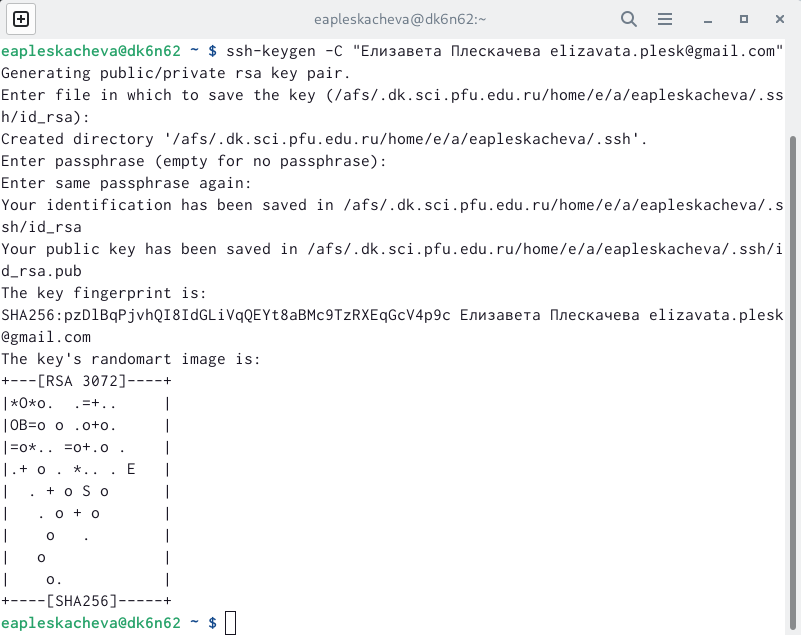 eapleskacheva@dk6n62:~
eapleskacheva@dk6n62 ~ $ ssh-keygen -C "Елизавета Плескачева elizavata.plesk@gmail.com"
Generating public/private rsa key pair.
Enter file in which to save the key (/afs/.dk.sci.pfu.edu.ru/home/e/a/eapleskacheva/.ss
h/id_rsa):
Created directory '/afs/.dk.sci.pfu.edu.ru/home/e/a/eapleskacheva/.ssh'.
Enter passphrase (empty for no passphrase):
Enter same passphrase again:
Your identification has been saved in /afs/.dk.sci.pfu.edu.ru/home/e/a/eapleskacheva/.s
sh/id_rsa
Your public key has been saved in /afs/.dk.sci.pfu.edu.ru/home/e/a/eapleskacheva/.ssh/i
d_rsa.pub
The key fingerprint is:
SHA256:pzDlBqPjvhQI8IdGLiVqQEYt8aBMc9TzRXEqGcV4p9c Елизавета Плескачева elizavata.plesk
@gmail.com
The key's randomart image is:
+---[RSA 3072]----+
|*O*o.  .=+..     |
|OB=o o .o+o.     |
|=o*.. =o+.o .    |
|.+ o . *.. . E   |
|  . + o S o      |
|   . o + o       |
|    o   .        |
|   o             |
|    o.           |
+----[SHA256]-----+
eapleskacheva@dk6n62 ~ $